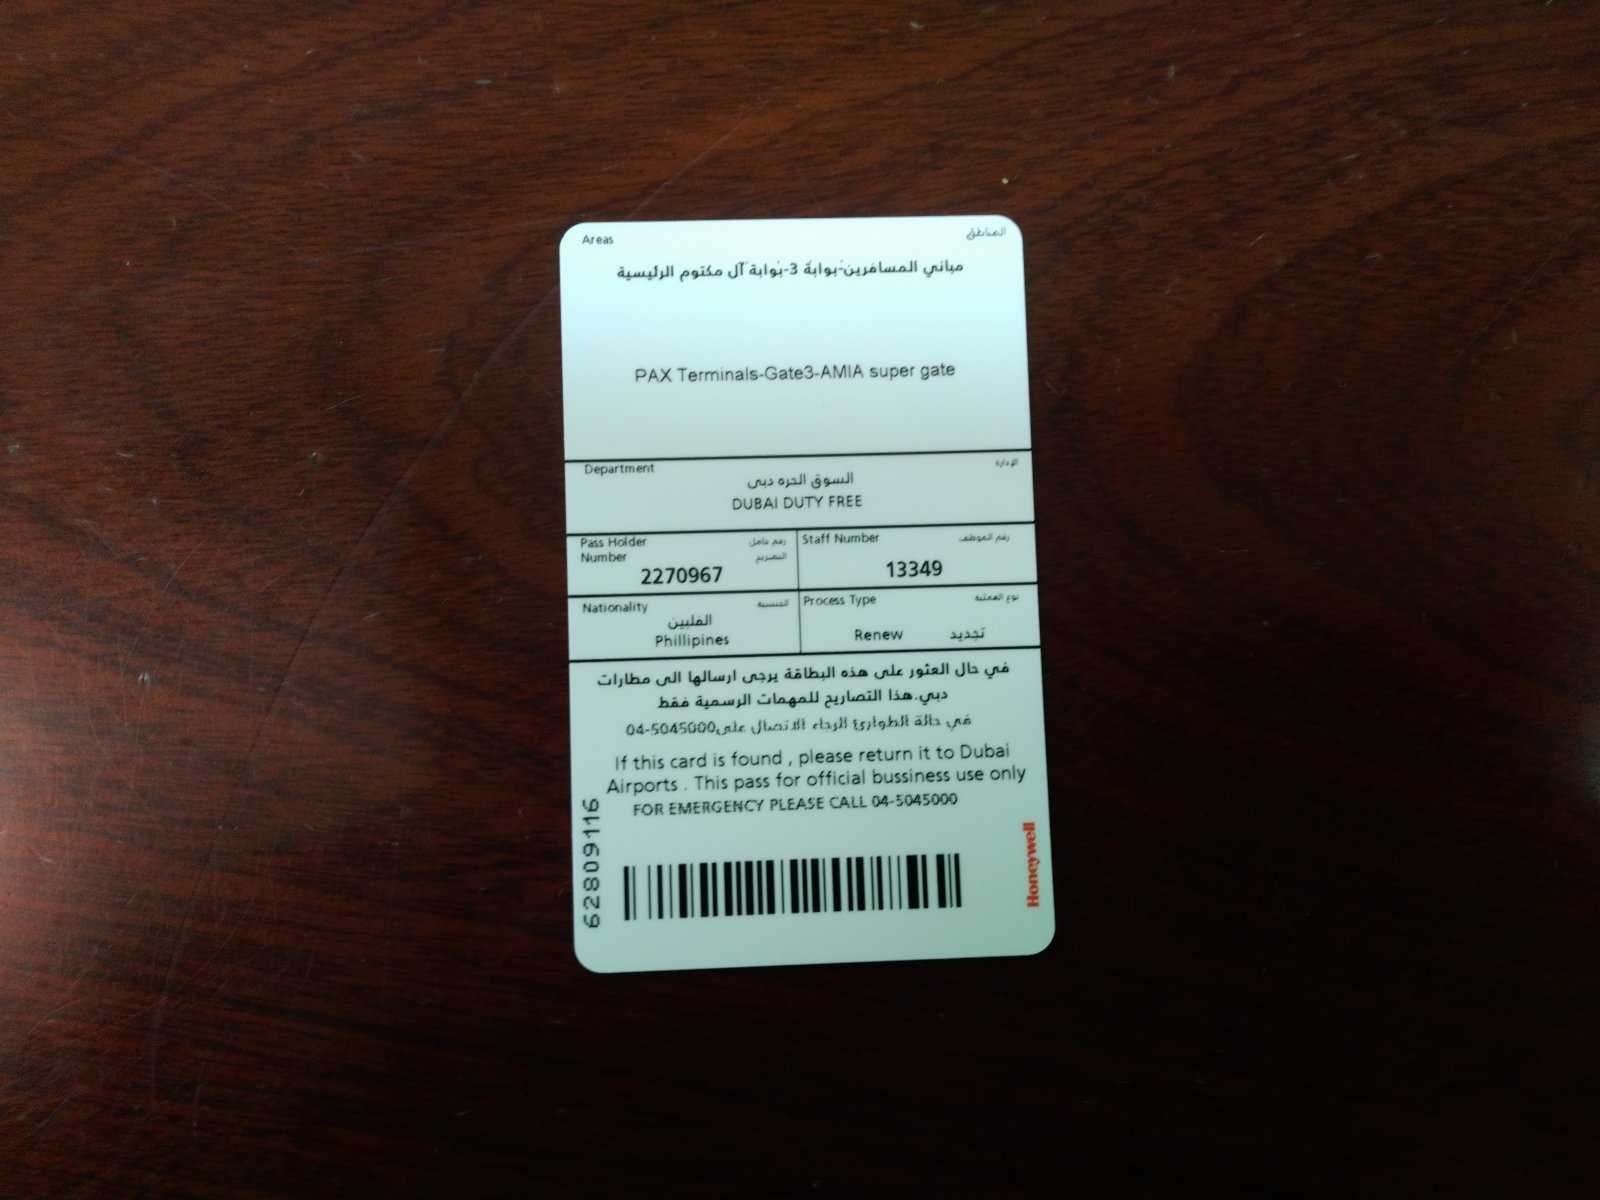 Areas المناطق
مباني المسافرين-بوابة 3-بوابة آل مكتوم الرئيسية
PAX Terminals-Gate3-AMIA super gate
Department الإدارة
السوق الحره دبى
DUBAI DUTY FREE
Pass Holder رقم حامل
Number التصريح
2270967
Staff Number رقم الموظف
13349
Nationality الجنسية
الفلبين
Phillipines
Process Type نوع العملية
Renew تجديد
في حال العثور على هذه البطاقة يرجى ارسالها الى مطارات
دبي.هذا التصاريح للمهمات الرسمية فقط
في حالة الطوارئ الرجاء الاتصال على04-5045000
If this card is found , please return it to Dubai
Airports . This pass for official bussiness use only
FOR EMERGENCY PLEASE CALL 04-5045000
62809116
Honeywell